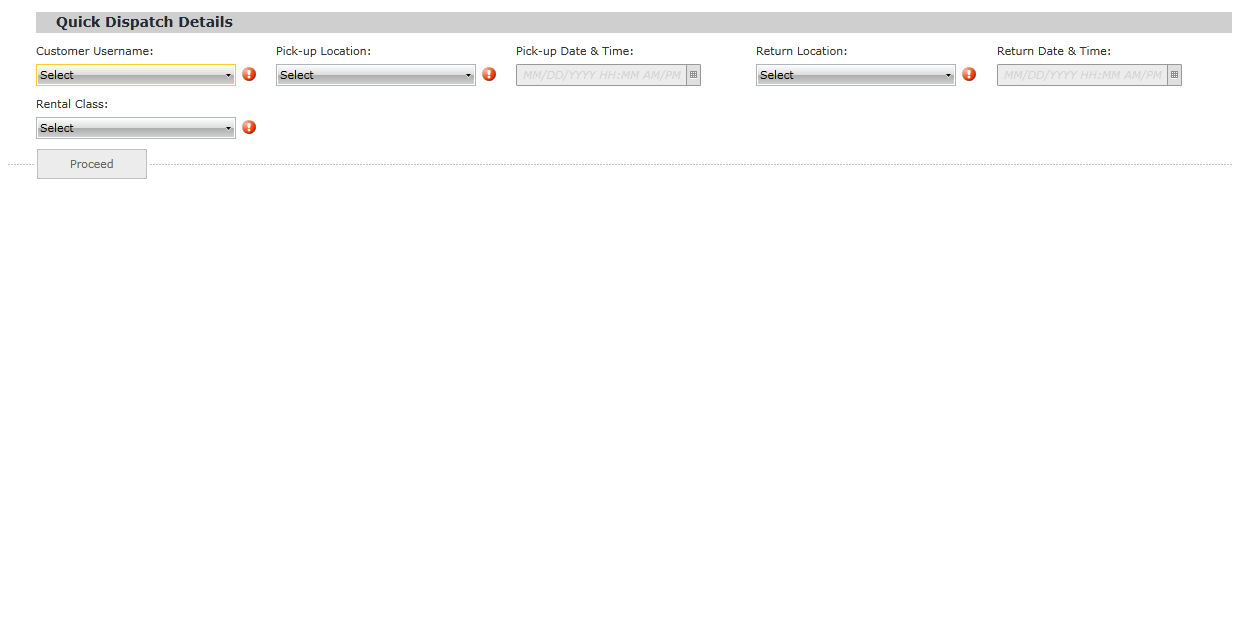 Quick Dispatch Details
Customer Username: Pick-up Location: Pick-up Date & Time: Return Location: Return Date & Time:
Select Select MM/DD/YYYY HH:MM AM/PM Select MM/DD/YYYY HH:MM AM/PM
Rental Class:
Select
Proceed